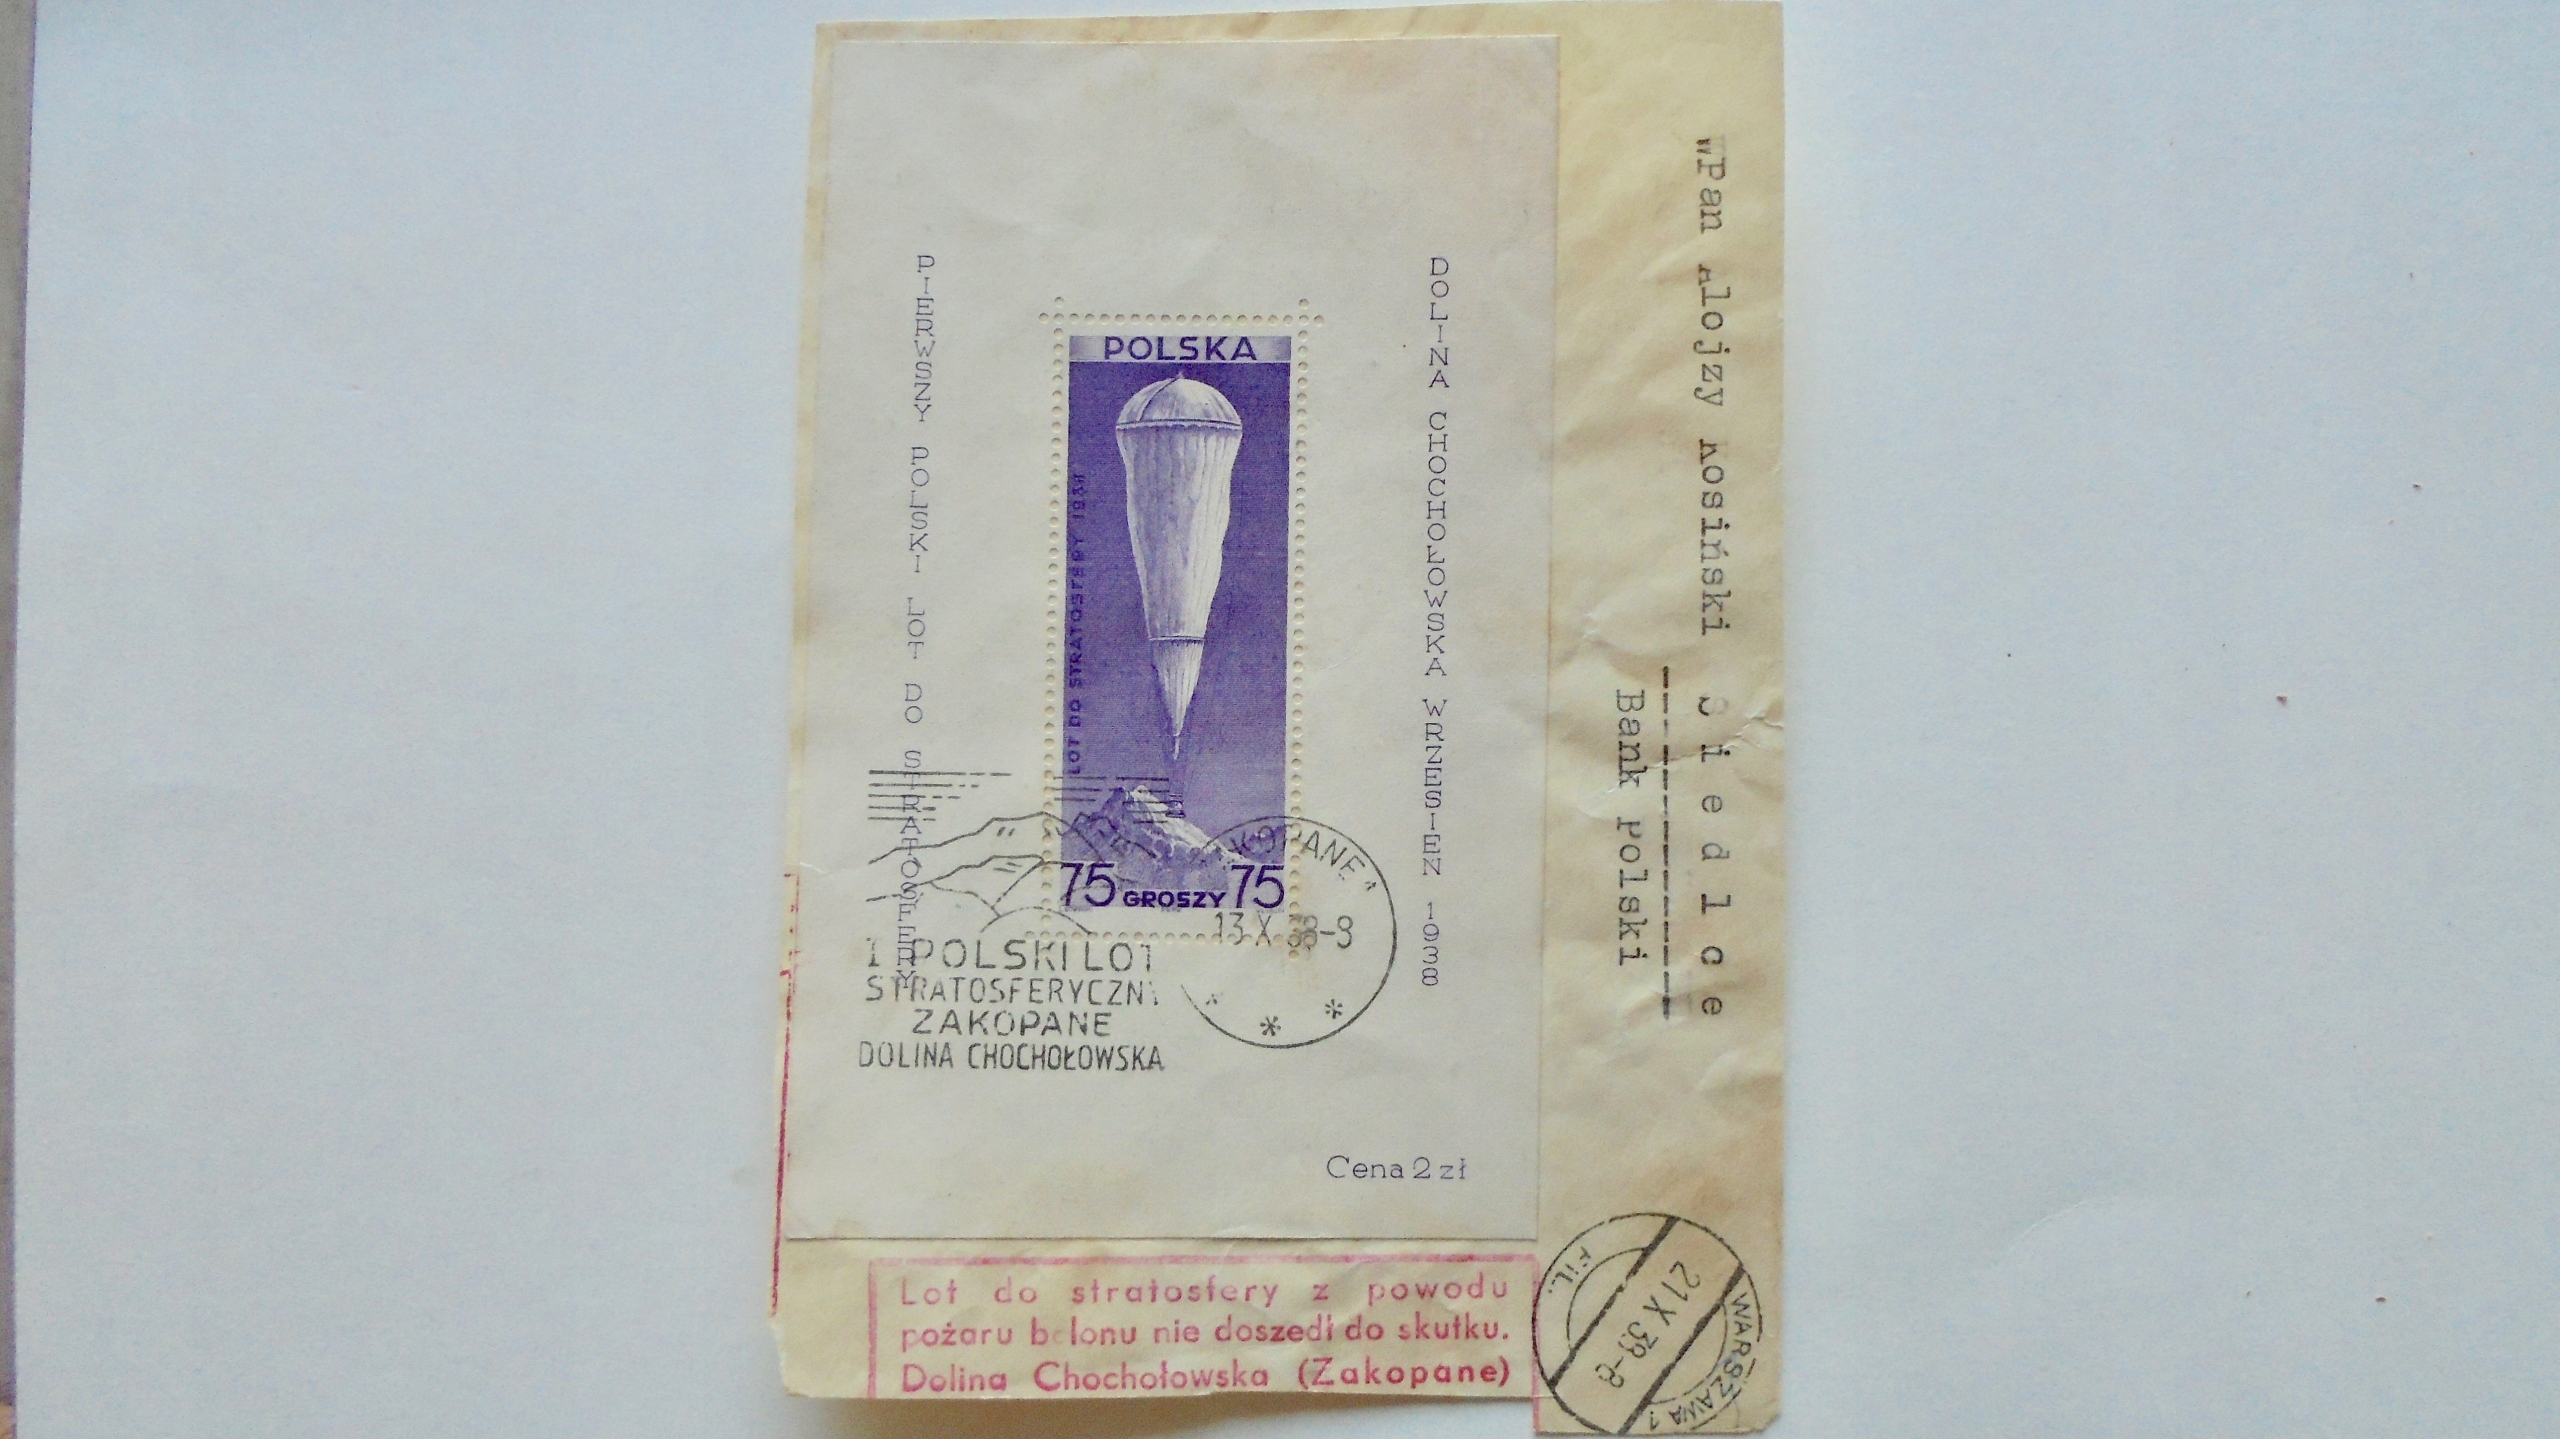 PIERWSZY POLSKI LOT DO STRATOSFERY
DOLINA CHOCHOŁOWSKA WRZESIEŃ 1938
POLSKA
LOT DO STRATOSFERY 1938
75 GROSZY 75
KOPANE
13 X 38-8
I POLSKI LOT
STRATOSFERYCZNY
ZAKOPANE
DOLINA CHOCHOŁOWSKA
Cena 2 zł
Lot do stratosfery z powodu
pożaru balonu nie doszedł do skutku.
Dolina Chochołowska (Zakopane)
WPan Alojzy Kosiński
Siedlce
Bank Polski
WARSZAWA 1
21 X 38-8
FIL.